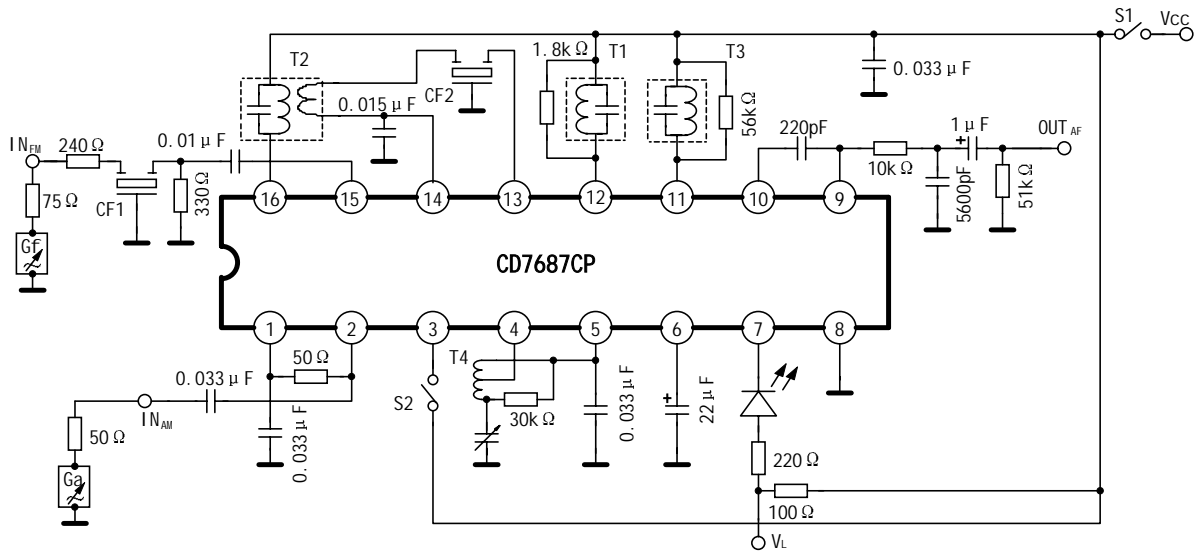 S1
Vcc
T2
1.8kΩ
T1
T3
0.033μF
CF2
0.015μF
56kΩ
IN_FM
240Ω
0.01μF
220pF
1μF
+
OUT_AF
10kΩ
75Ω
CF1
330Ω
5600pF
51kΩ
16
15
14
13
12
11
10
9
Gf
CD7687CP
1
2
3
4
5
6
7
8
0.033μF
50Ω
T4
IN_AM
S2
30kΩ
0.033μF
+
22μF
50Ω
0.033μF
220Ω
Ga
100Ω
V_L